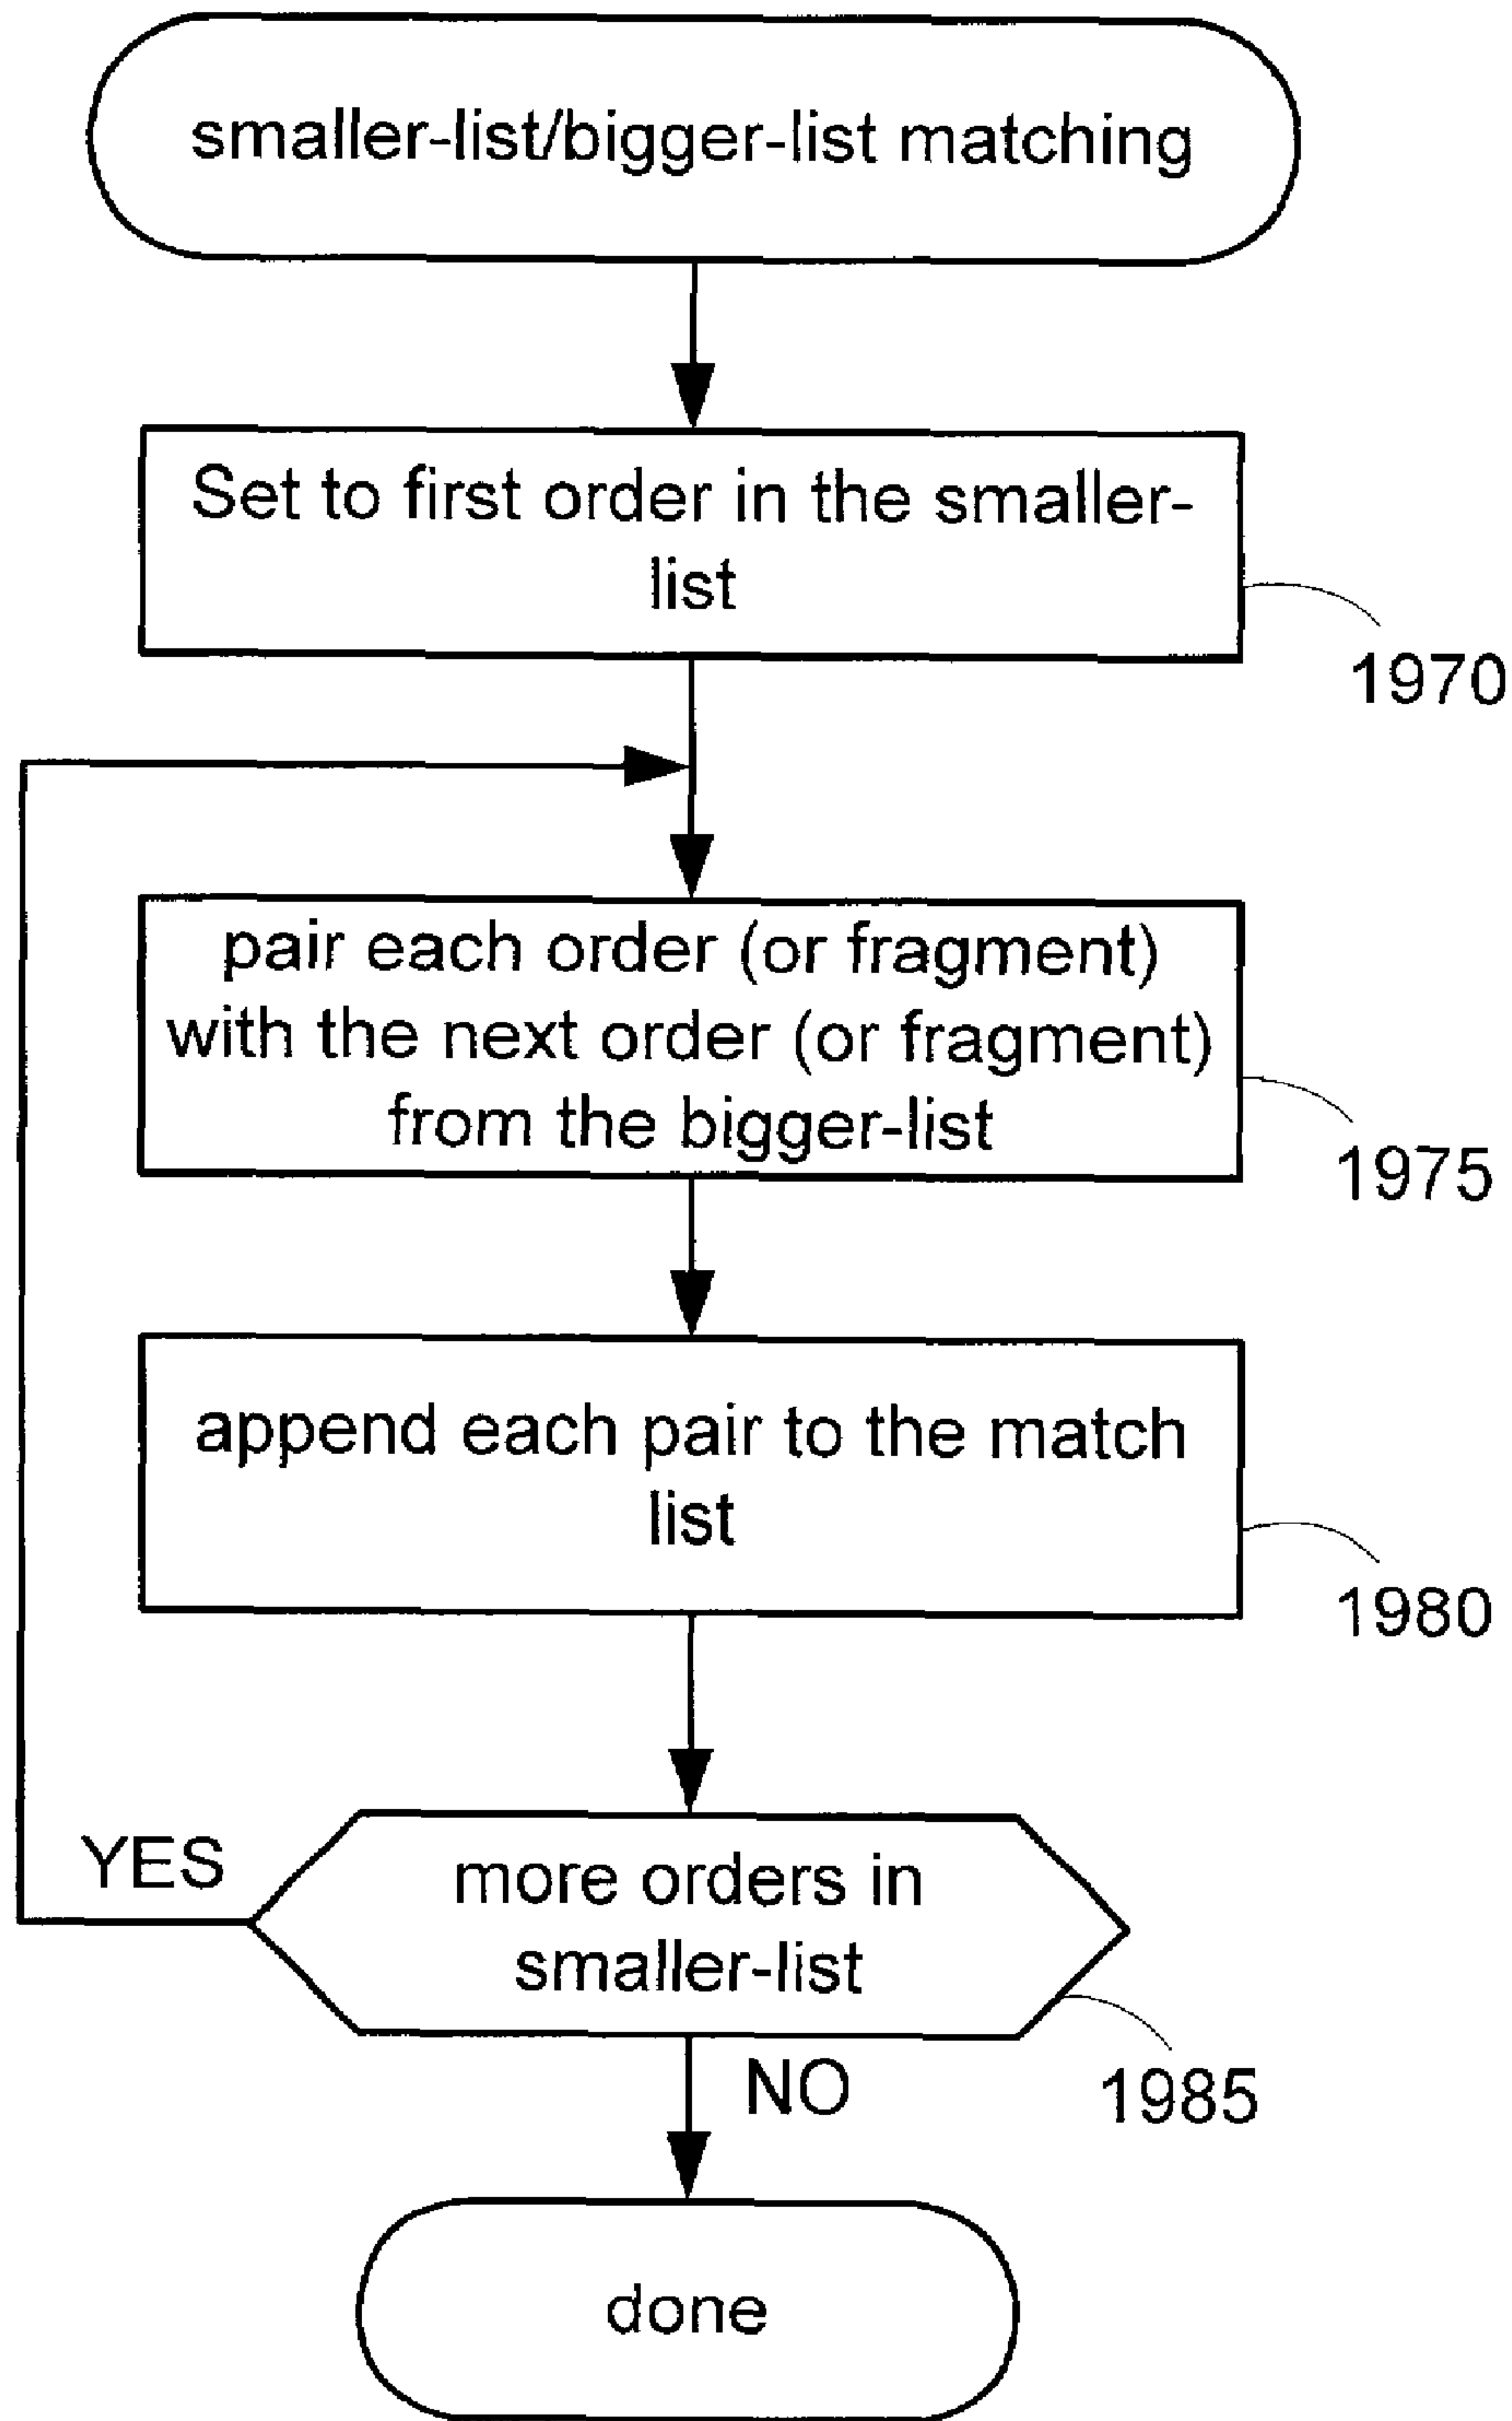 smaller-list/bigger-list matching
Set to first order in the smaller-
list
1970
pair each order (or fragment)
with the next order (or fragment)
from the bigger-list
1975
append each pair to the match
list
1980
YES
more orders in
smaller-list
1985
NO
done